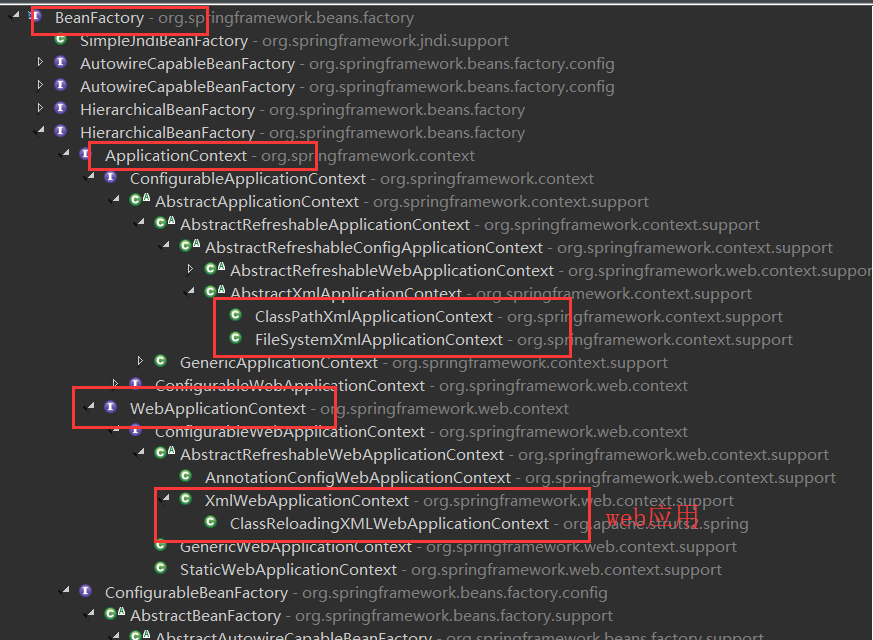 BeanFactory - org.springframework.beans.factory
SimpleJndiBeanFactory - org.springframework.jndi.support
AutowireCapableBeanFactory - org.springframework.beans.factory.config
AutowireCapableBeanFactory - org.springframework.beans.factory.config
HierarchicalBeanFactory - org.springframework.beans.factory
HierarchicalBeanFactory - org.springframework.beans.factory
ApplicationContext - org.springframework.context
ConfigurableApplicationContext - org.springframework.context
AbstractApplicationContext - org.springframework.context.support
AbstractRefreshableApplicationContext - org.springframework.context.support
AbstractRefreshableConfigApplicationContext - org.springframework.context.support
AbstractRefreshableWebApplicationContext - org.springframework.web.context.suppor
AbstractXmlApplicationContext - org.springframework.context.support
ClassPathXmlApplicationContext - org.springframework.context.support
FileSystemXmlApplicationContext - org.springframework.context.support
GenericApplicationContext - org.springframework.context.support
ConfigurableWebApplicationContext - org.springframework.web.context
WebApplicationContext - org.springframework.web.context
ConfigurableWebApplicationContext - org.springframework.web.context
AbstractRefreshableWebApplicationContext - org.springframework.web.context.support
AnnotationConfigWebApplicationContext - org.springframework.web.context.support
XmlWebApplicationContext - org.springframework.web.context.support
web应用
ClassReloadingXMLWebApplicationContext - org.apache.struts2.spring
GenericWebApplicationContext - org.springframework.web.context.support
StaticWebApplicationContext - org.springframework.web.context.support
ConfigurableBeanFactory - org.springframework.beans.factory.config
AbstractBeanFactory - org.springframework.beans.factory.support
AbstractAutowireCapableBeanFactory - org.springframework.beans.factory.support